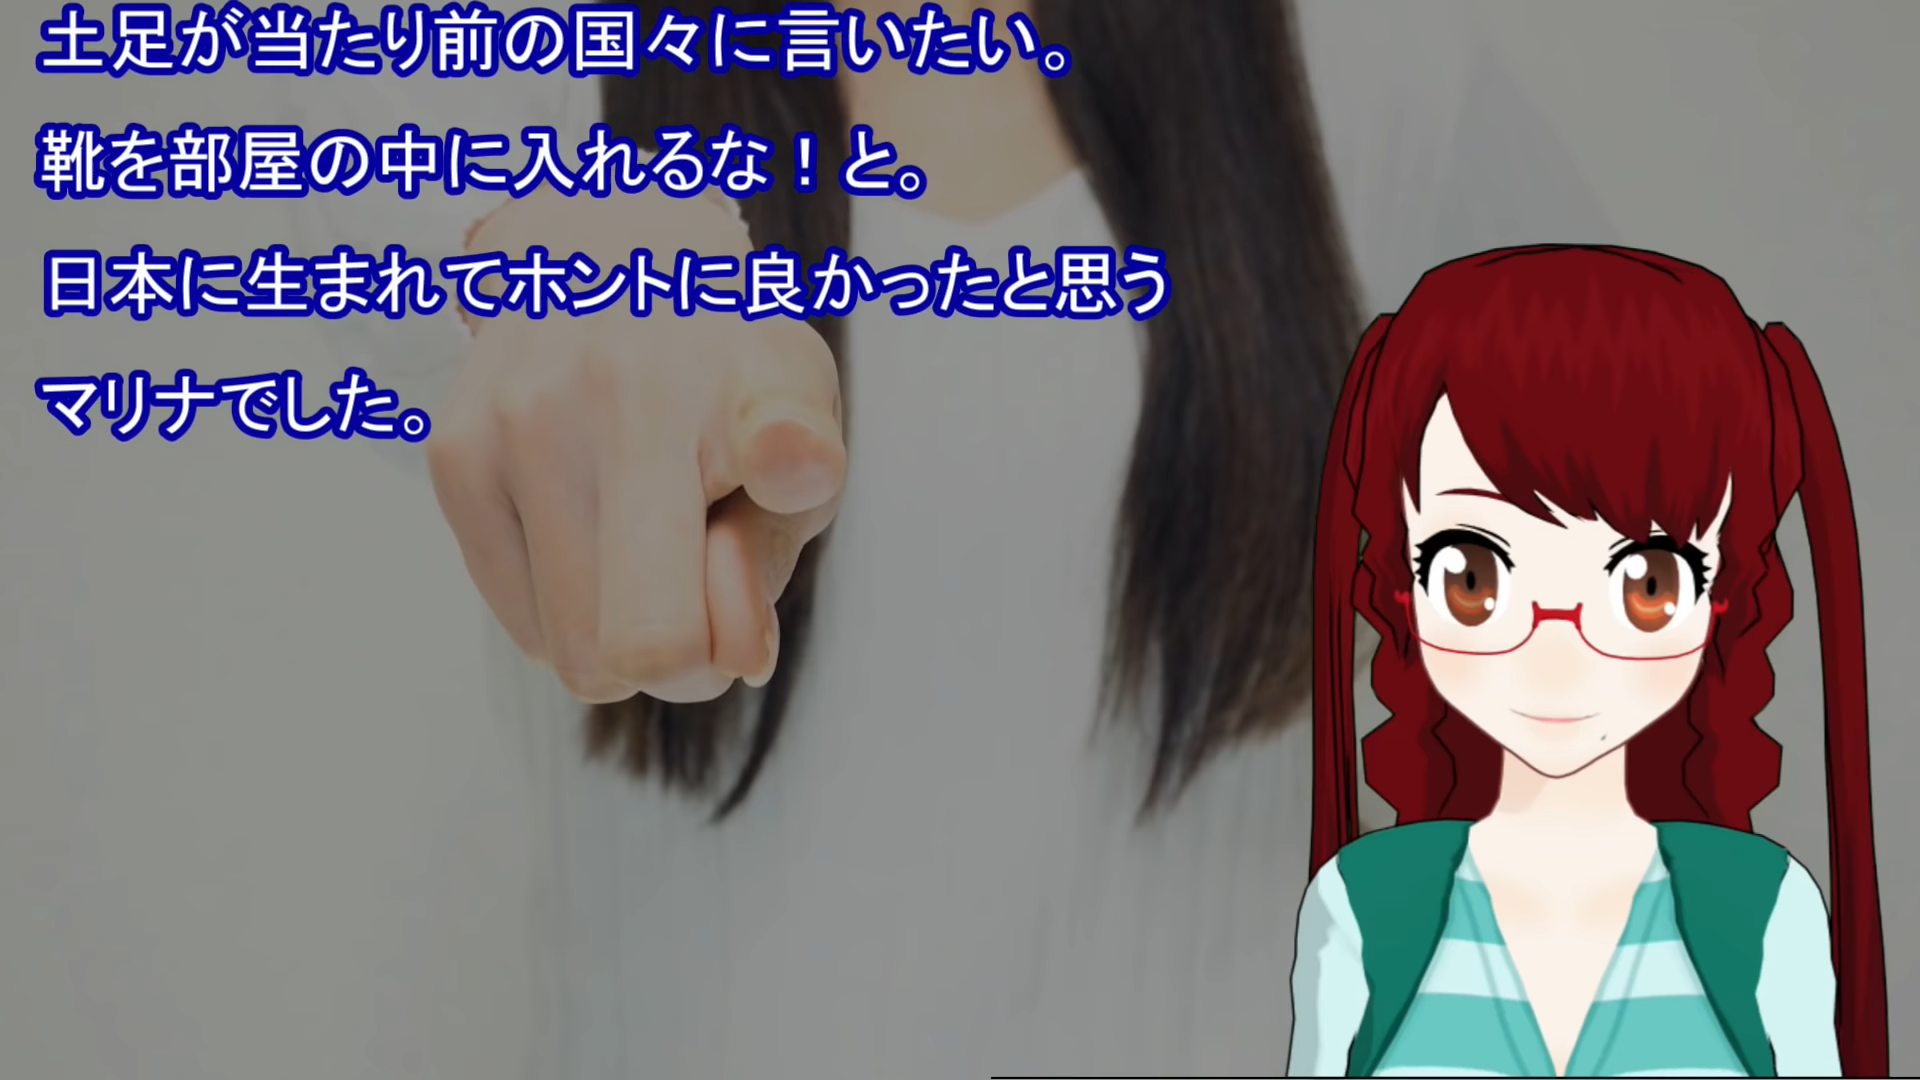 土足が当たり前の国々に言いたい。
靴を部屋の中に入れるな！と。
日本に生まれてホントに良かったと思う
マリナでした。